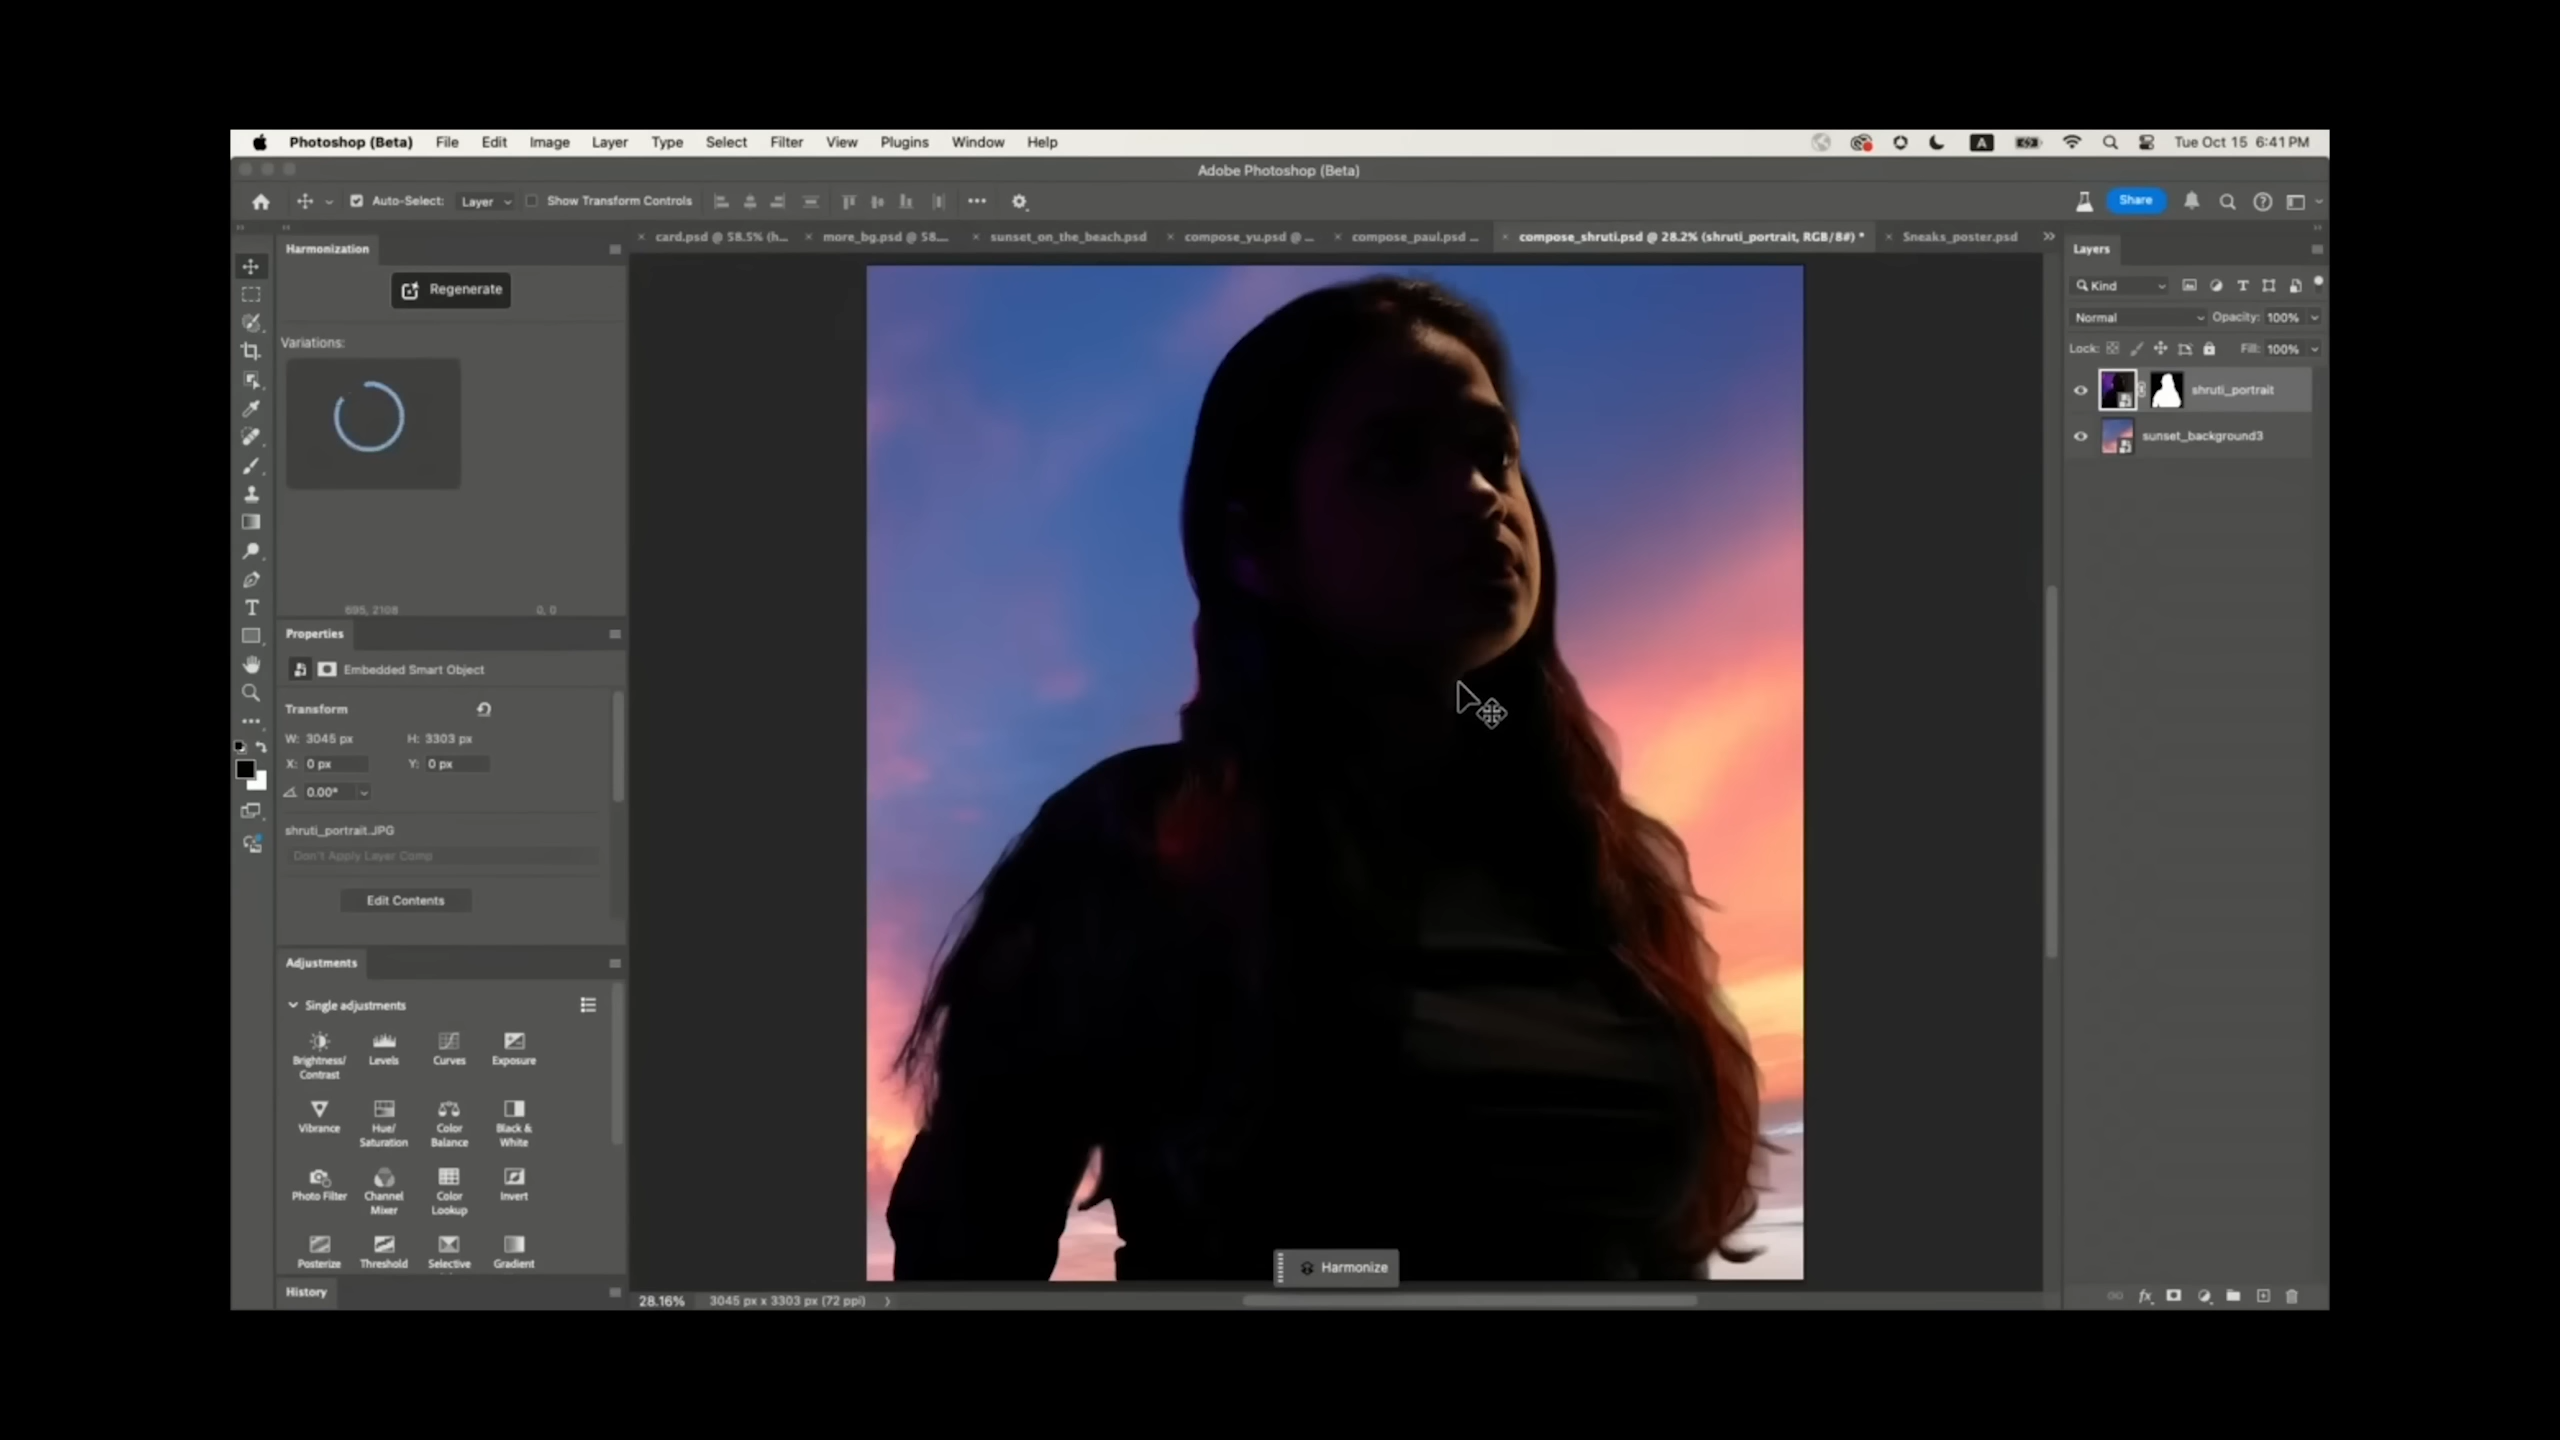 Photoshop (Beta) File Edit Image Layer Type Select Filter View Plugins Window Help A Tue Oct 15 6:41 PM
Adobe Photoshop (Beta)
Auto-Select: Layer Show Transform Controls Share
Harmonization
card.psd @ 58.5% (h... more_bg.psd @ 58.... sunset_on_the_beach.psd compose_yu.psd @ ... compose_paul.psd ... compose_shruti.psd @ 28.2% (shruti_portrait, RGB/8#) * Sneaks_poster.psd
Layers
Regenerate
Kind
Normal Opacity: 100%
Variations:
Lock: Fill: 100%
shruti_portrait
sunset_background3
695, 2108 0, 0
Properties
Embedded Smart Object
Transform
W: 3045 px H: 3303 px
X: 0 px Y: 0 px
0.00°
shruti_portrait.JPG
Don't Apply Layer Comp
Edit Contents
Adjustments
Single adjustments
Brightness/ Levels Curves Exposure
Contrast
Vibrance Hue/ Color Black &
Saturation Balance White
Photo Filter Channel Color Invert
Mixer Lookup
Posterize Threshold Selective Gradient
Harmonize
History
28.16% 3045 px x 3303 px (72 ppi)
fx